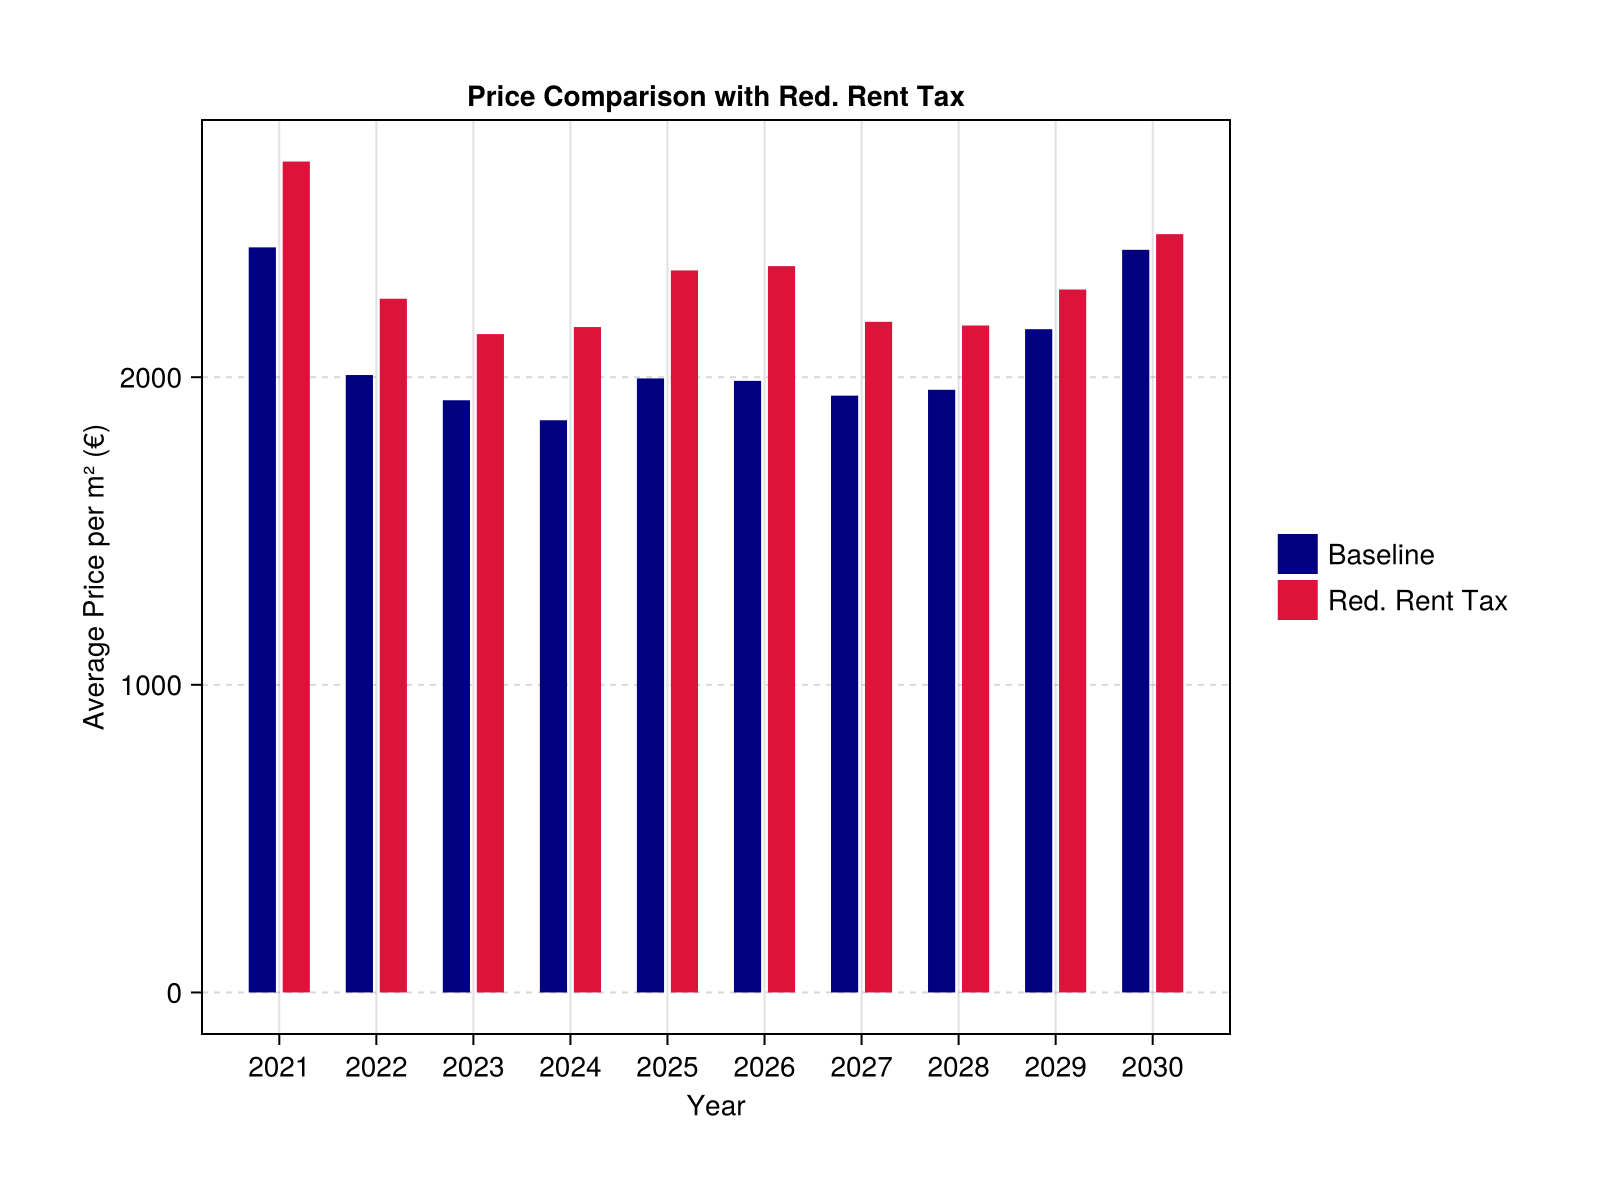 Price Comparison with Red. Rent Tax
Average Price per m² (€)
2000
1000
0
2021 2022 2023 2024 2025 2026 2027 2028 2029 2030
Year
Baseline
Red. Rent Tax